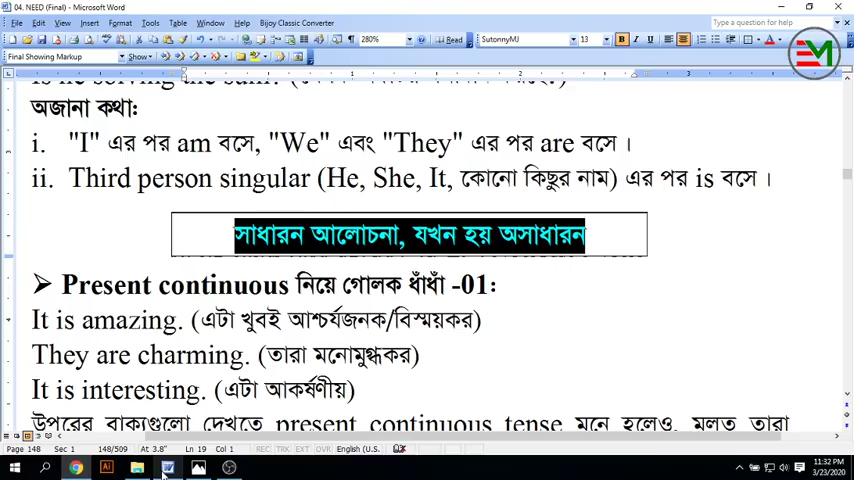 04. NEED (Final) - Microsoft Word
File Edit View Insert Format Tools Table Window Help Bijoy Classic Converter
Type a question for help
280% Read SutonnyMJ 13 B I U
Final Showing Markup Show
EM
অজানা কথা:
i. "I" এর পর am বসে, "We" এবং "They" এর পর are বসে ।
ii. Third person singular (He, She, It, কোনো কিছুর নাম) এর পর is বসে ।
সাধারন আলোচনা, যখন হয় অসাধারন
➤ Present continuous নিয়ে গোলক ধাঁধাঁ -01:
It is amazing. (এটা খুবই আশ্চর্যজনক/বিস্ময়কর)
They are charming. (তারা মনোমুগ্ধকর)
It is interesting. (এটা আকর্ষণীয়)
উপরের বাক্যগুলো দেখতে present continuous tense মনে হলেও, মূলত তারা
Page 148 Sec 1 148/509 At 3.8" Ln 19 Col 1 REC TRK EXT OVR English (U.S.
11:32 PM
3/23/2020